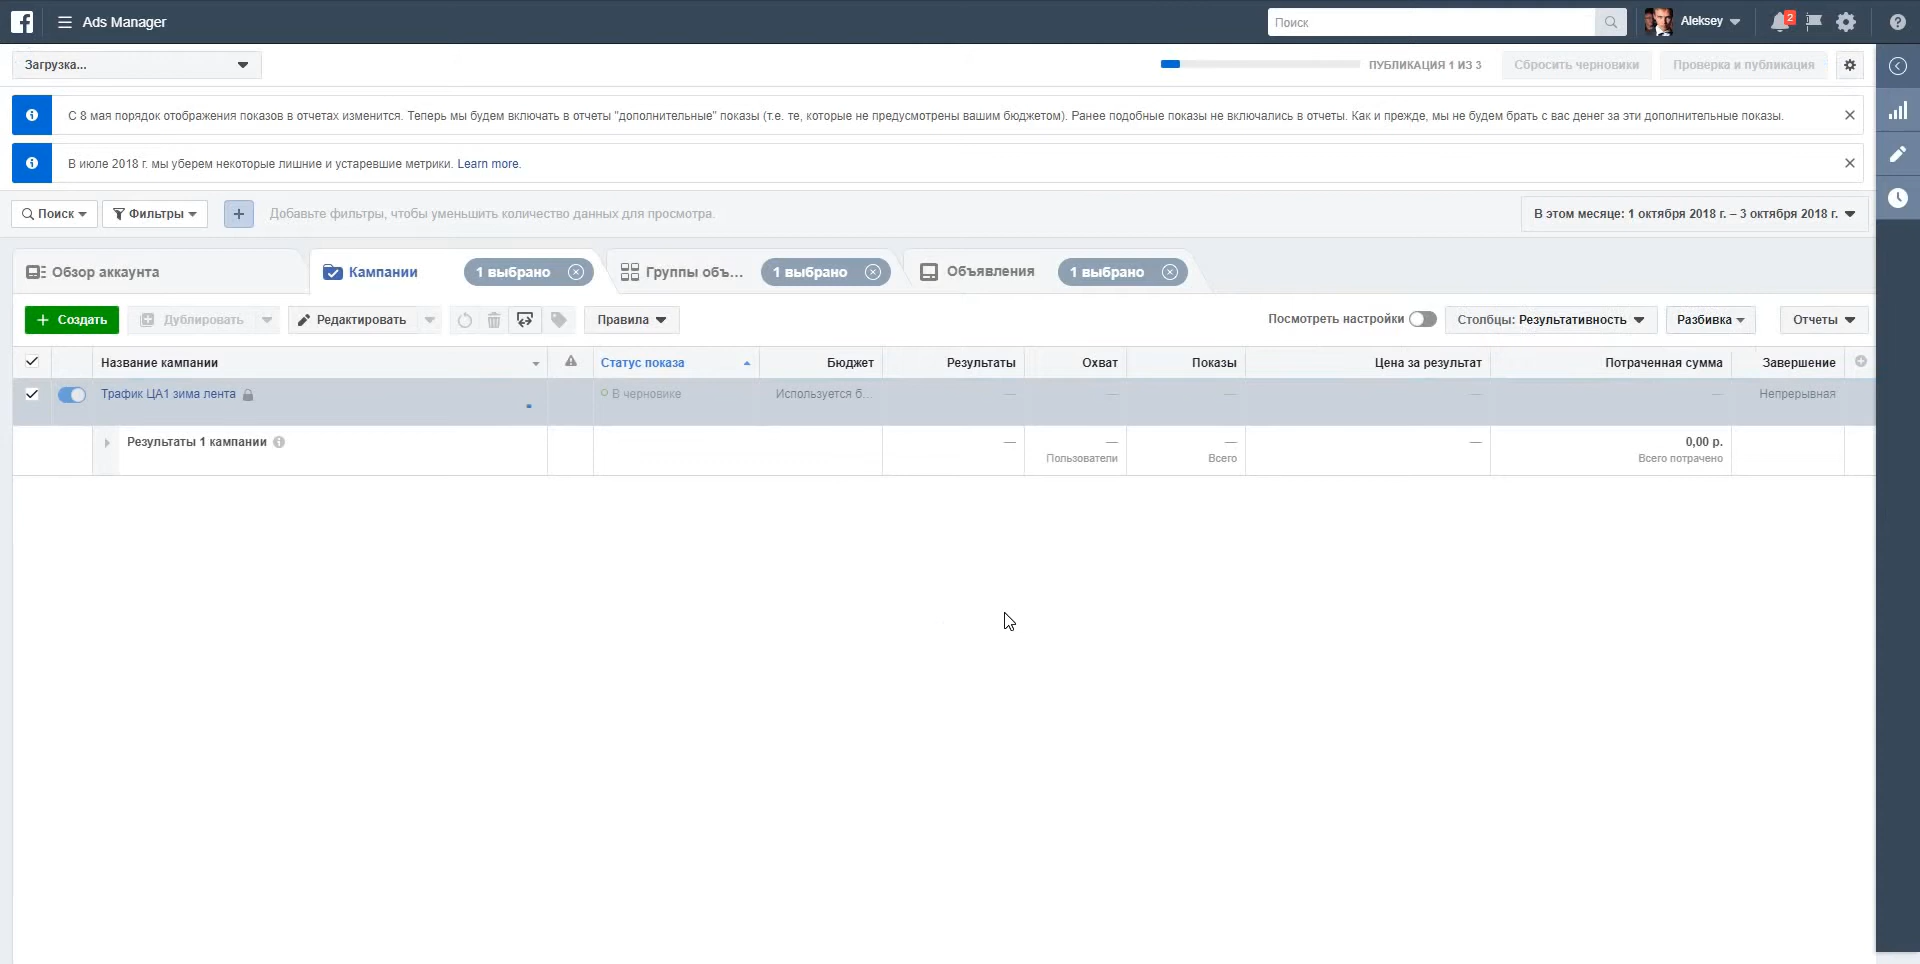 Ads Manager
Поиск
Aleksey
2
Загрузка...
ПУБЛИКАЦИЯ 1 ИЗ 3
Сбросить черновики
Проверка и публикация
С 8 мая порядок отображения показов в отчетах изменится. Теперь мы будем включать в отчеты "дополнительные" показы (т.е. те, которые не предусмотрены вашим бюджетом). Ранее подобные показы не включались в отчеты. Как и прежде, мы не будем брать с вас денег за эти дополнительные показы.
В июле 2018 г. мы уберем некоторые лишние и устаревшие метрики. Learn more.
Поиск
Фильтры
Добавьте фильтры, чтобы уменьшить количество данных для просмотра.
В этом месяце: 1 октября 2018 г. – 3 октября 2018 г.
Обзор аккаунта
Кампании
1 выбрано
Группы объ...
1 выбрано
Объявления
1 выбрано
Создать
Дублировать
Редактировать
Правила
Посмотреть настройки
Столбцы: Результативность
Разбивка
Отчеты
Название кампании
Статус показа
Бюджет
Результаты
Охват
Показы
Цена за результат
Потраченная сумма
Завершение
Трафик ЦА1 зима лента
В черновике
Используется б...
—
—
—
—
—
Непрерывная
Результаты 1 кампании
—
—
—
—
0,00 р.
Пользователи
Всего
Всего потрачено